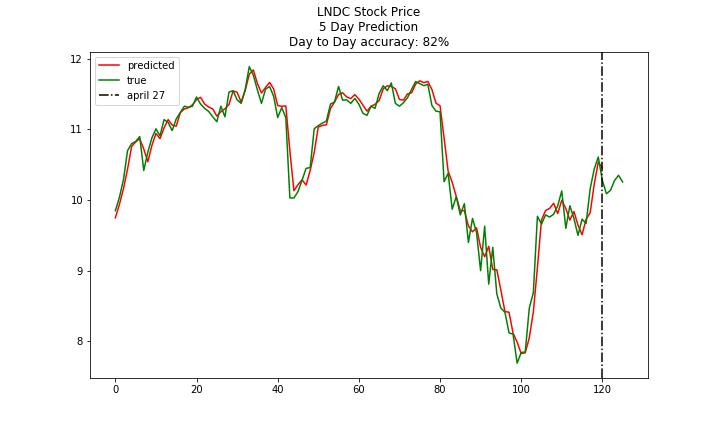 LNDC Stock Price
5 Day Prediction
Day to Day accuracy: 82%
predicted
true
april 27
12
11
10
9
8
0 20 40 60 80 100 120